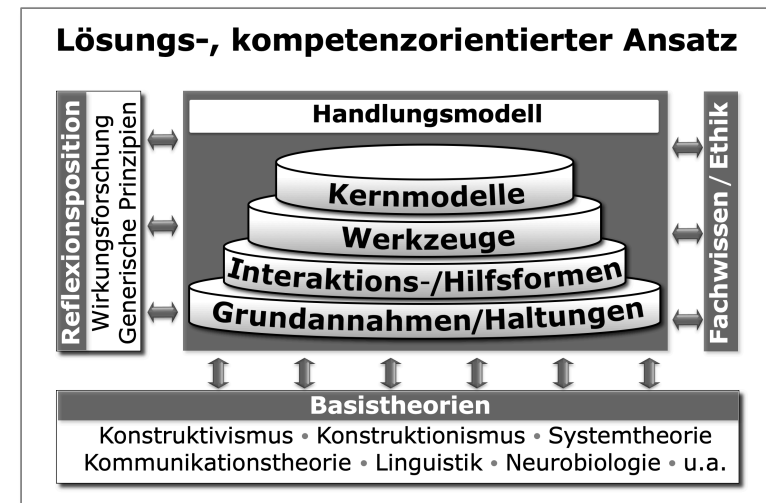 Lösungs-, kompetenzorientierter Ansatz
Reflexionsposition
Wirkungsforschung
Generische Prinzipien
Handlungsmodell
Kernmodelle
Werkzeuge
Interaktions-/Hilfsformen
Grundannahmen/Haltungen
Fachwissen / Ethik
Basistheorien
Konstruktivismus • Konstruktionismus • Systemtheorie
Kommunikationstheorie • Linguistik • Neurobiologie • u.a.